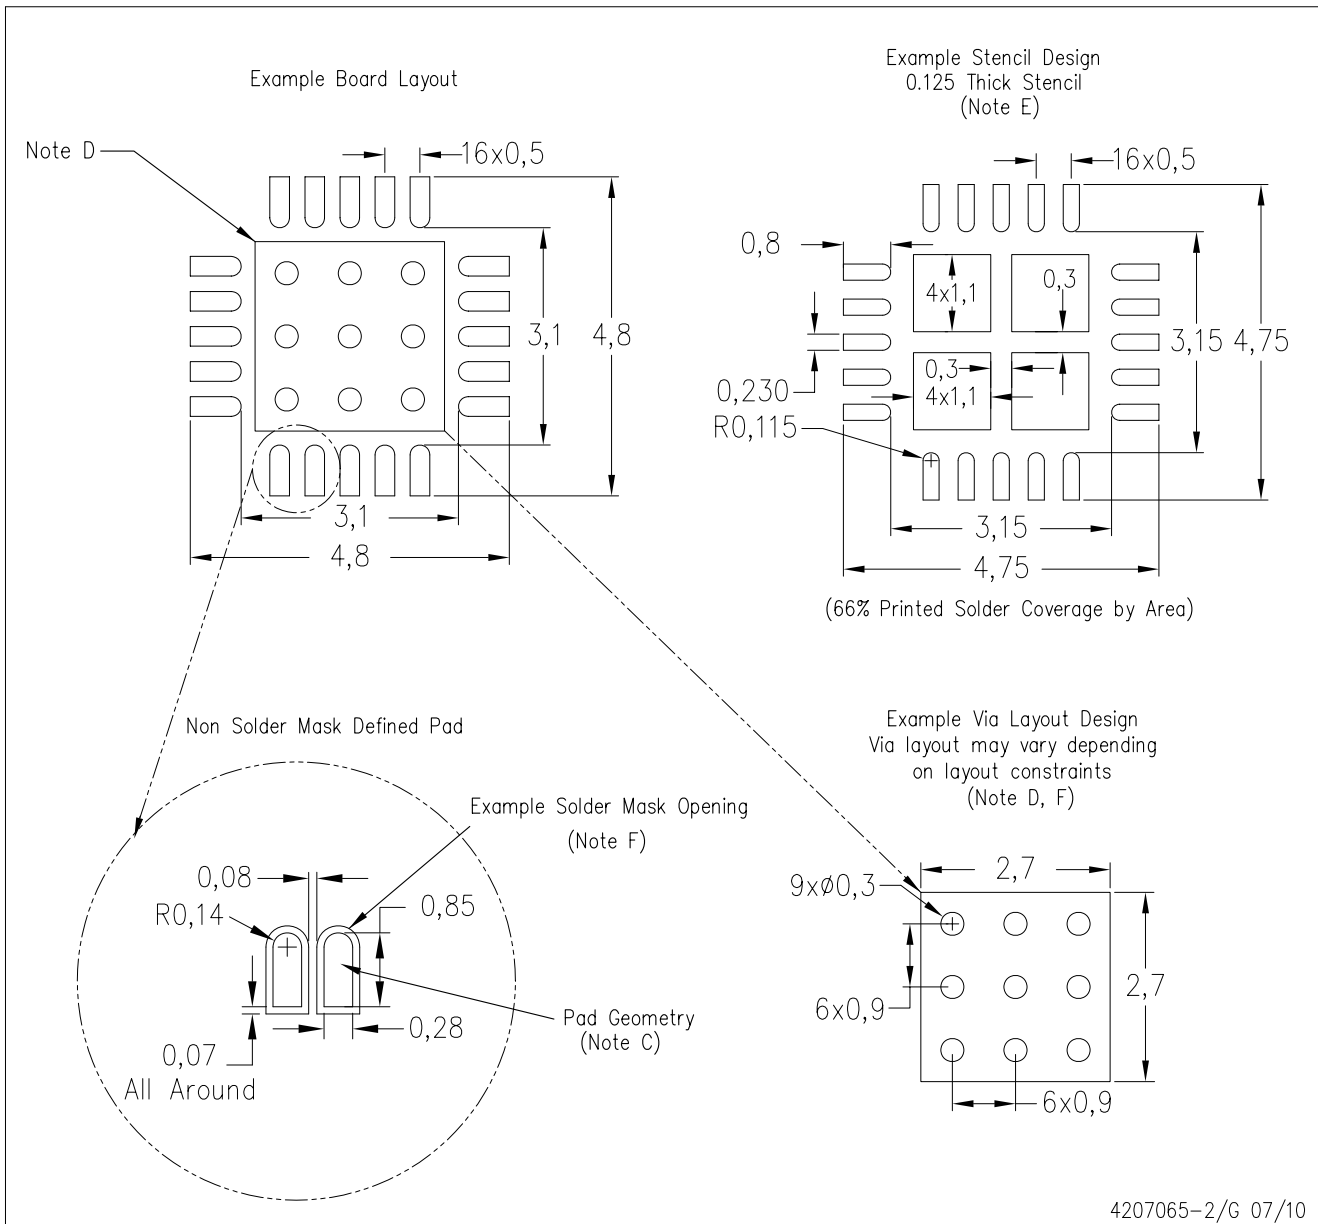 Example Board Layout
Note D
16x0,5
3,1
4,8
3,1
4,8
Example Stencil Design
0.125 Thick Stencil
(Note E)
16x0,5
0,8
4x1,1
0,3
3,15
4,75
0,3
0,230
4x1,1
R0,115
3,15
4,75
(66% Printed Solder Coverage by Area)
Non Solder Mask Defined Pad
Example Solder Mask Opening
(Note F)
0,08
R0,14
0,85
0,28
Pad Geometry
(Note C)
0,07
All Around
Example Via Layout Design
Via layout may vary depending
on layout constraints
(Note D, F)
2,7
9xø0,3
2,7
6x0,9
6x0,9
4207065-2/G 07/10